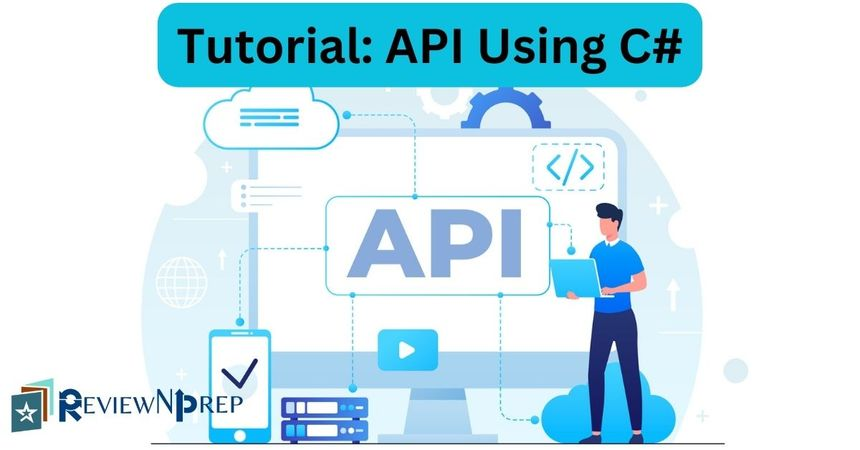 Tutorial: API Using C#
</>
API
REVIEWNPREP